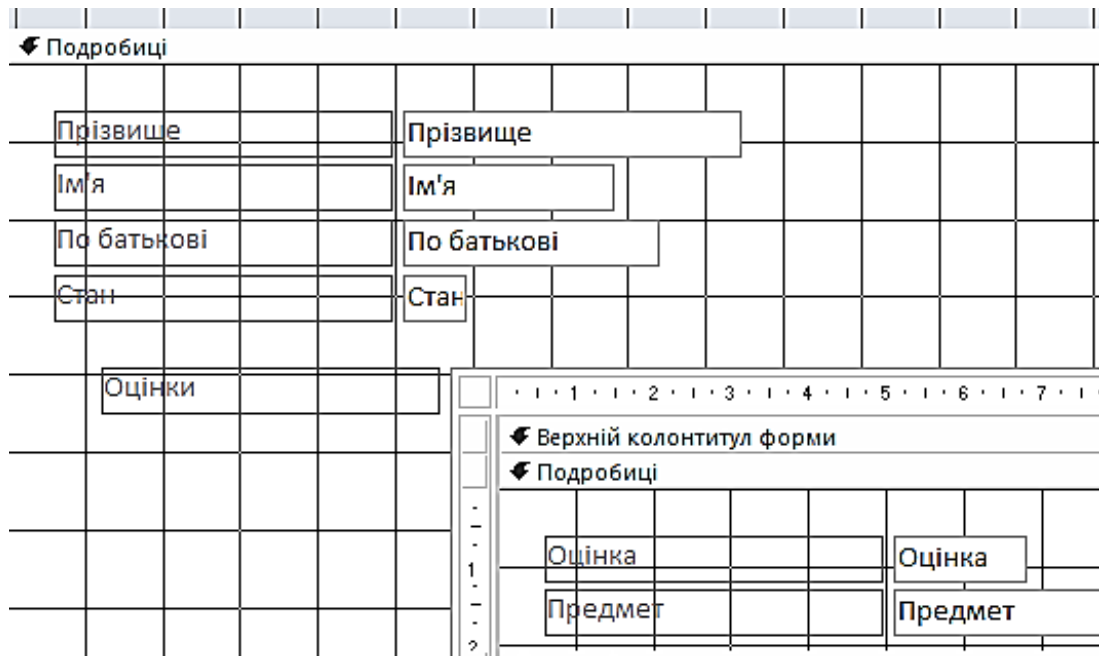 Подробиці
Прізвище Прізвище
Ім'я Ім'я
По батькові По батькові
Стан Стан
Оцінки
1 2 3 4 5 6 7
Верхній колонтитул форми
Подробиці
Оцінка Оцінка
1
Предмет Предмет
2